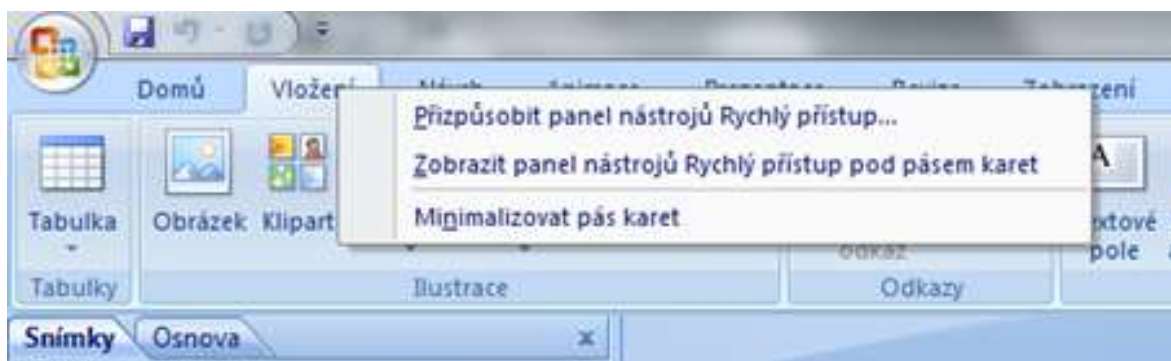 Domů Vložení
Přizpůsobit panel nástrojů Rychlý přístup...
Zobrazit panel nástrojů Rychlý přístup pod pásem karet
Minimalizovat pás karet
Tabulka Obrázek Klipart
odkaz
pole
Tabulky Ilustrace Odkazy
Snímky Osnova